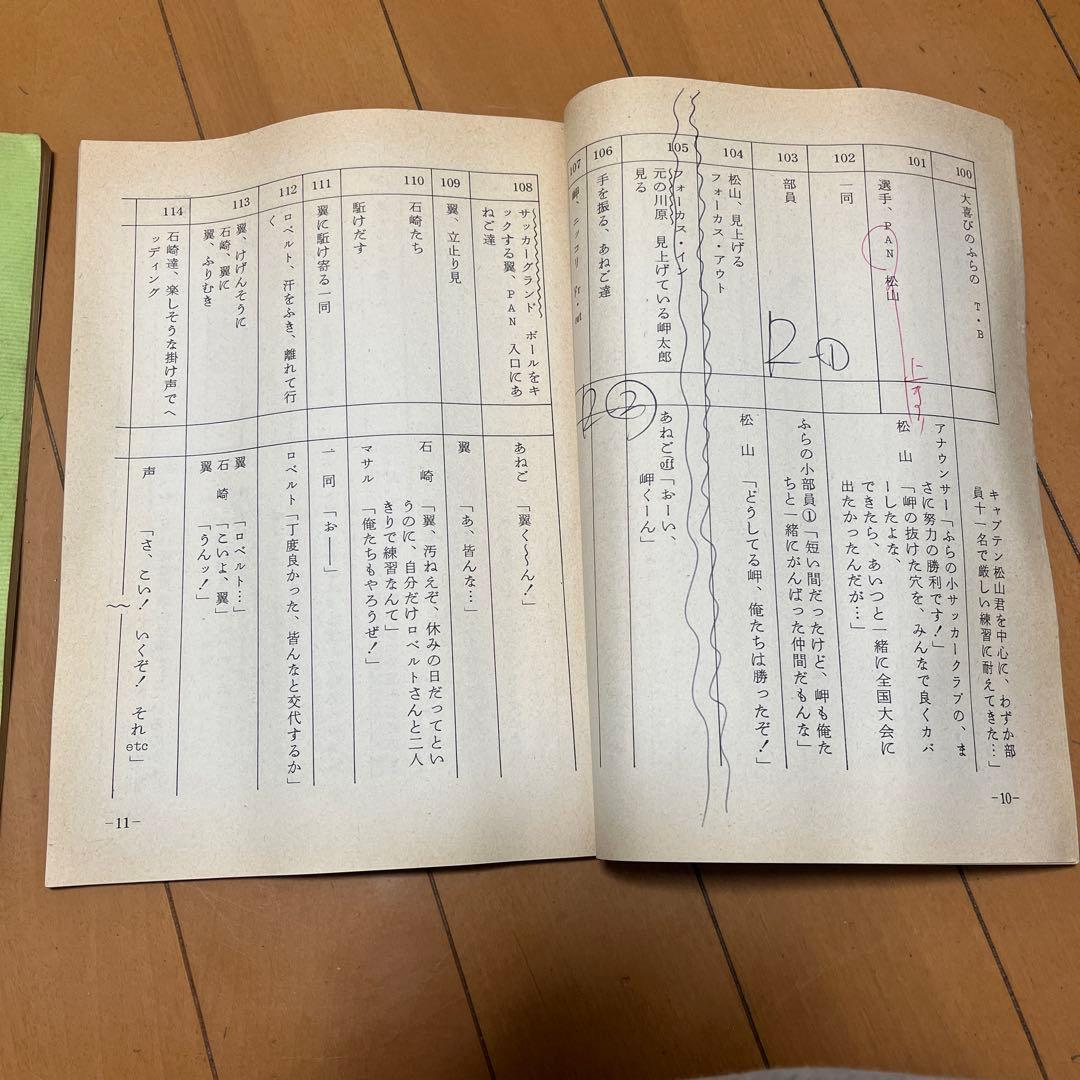 100
大喜びのふらの　T・B
キャプテン松山君を中心に、わずか部
員十一名で厳しい練習に耐えてきた…」
アナウンサー「ふらの小サッカークラブの、ま
さに努力の勝利です！」
101
選手、PAN　松山
にする
松　山　「岬の抜けた穴を、みんなで良くカバ
ーしたよな、
できたら、あいつと一緒に全国大会に
出たかったんだが…」
102
一同
103
部員
ふらの小部員①「短い間だったけど、岬も俺た
ちと一緒にがんばった仲間だもんな」
104
松山、見上げる
フォーカス・アウト
松　山　「どうしてる岬、俺たちは勝ったぞ！」
105
フォーカス・イン
元の川原　見上げている岬太郎
見る
あねごoff「おーい、
岬くーん」
106
手を振る、あねご達
107
岬、ニッコリ　Fr・out
-10-
108
サッカーグランド　ボールをキ
ックする翼、PAN　入口にあ
ねご達
あねご　「翼く〜ん！」
109
翼、立止り見
翼　「あ、皆んな…」
110
石崎たち
駈けだす
石　崎　「翼、汚ねえぞ、休みの日だってとい
うのに、自分だけロベルトさんと二人
きりで練習なんて」
マサル　「俺たちもやろうぜ！」
111
翼に駈け寄る一同
一　同　「お——」
112
ロベルト、汗をふき、離れて行
く
ロベルト「丁度良かった、皆んなと交代するか」
113
翼、けげんそうに
石崎、翼に
翼、ふりむき
翼　「ロベルト…」
石　崎　「こいよ、翼」
翼　「うんッ！」
114
石崎達、楽しそうな掛け声でヘ
ッディング
声　「さ、こい！　いくぞ！　それ　etc　」
-11-